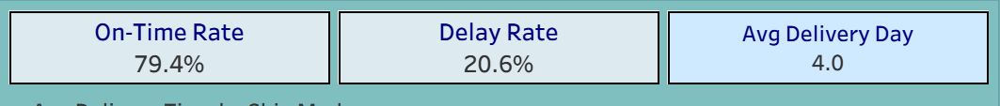 On-Time Rate
79.4%
Delay Rate
20.6%
Avg Delivery Day
4.0